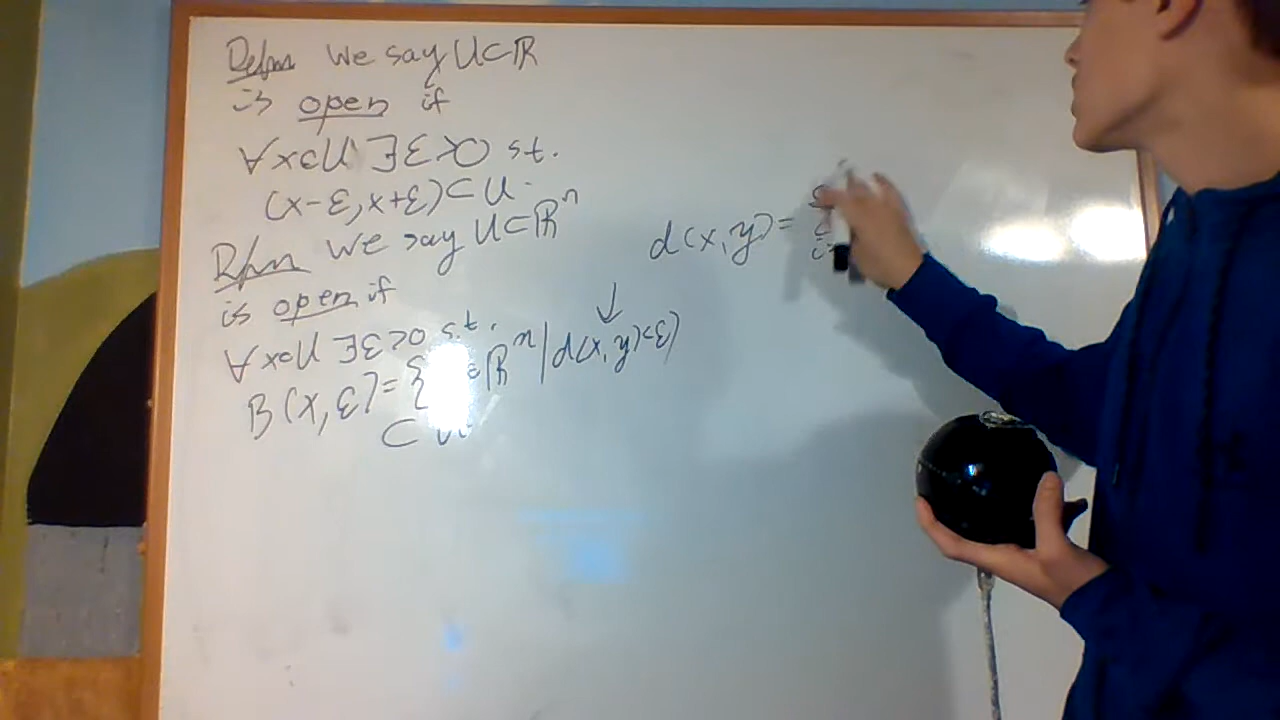 Defn We say U⊂ℝ
is open if
∀x∈U ∃ε>0 s.t.
(x-ε, x+ε)⊂U.
Defn We say U⊂ℝⁿ
is open if
∀x∈U ∃ε>0 s.t.
B(x,ε)={ ∈ℝⁿ|d(x,y)<ε}
⊂ U
↓
d(x,y)=